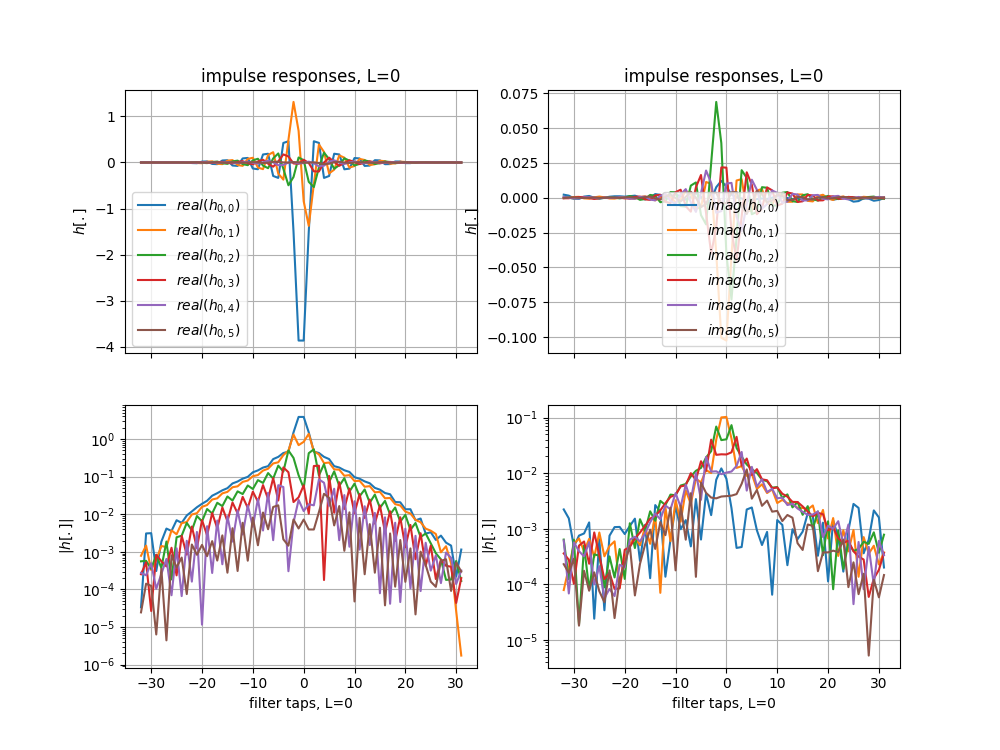 impulse responses, L=0
1
0
−1
−2
−3
−4
h[.]
real(h0,0)
real(h0,1)
real(h0,2)
real(h0,3)
real(h0,4)
real(h0,5)
impulse responses, L=0
0.075
0.050
0.025
0.000
−0.025
−0.050
−0.075
−0.100
h[.]
imag(h0,0)
imag(h0,1)
imag(h0,2)
imag(h0,3)
imag(h0,4)
imag(h0,5)
10^0
10^−1
10^−2
10^−3
10^−4
10^−5
10^−6
|h[.]|
−30 −20 −10 0 10 20 30
filter taps, L=0
10^−1
10^−2
10^−3
10^−4
10^−5
|h[.]|
−30 −20 −10 0 10 20 30
filter taps, L=0